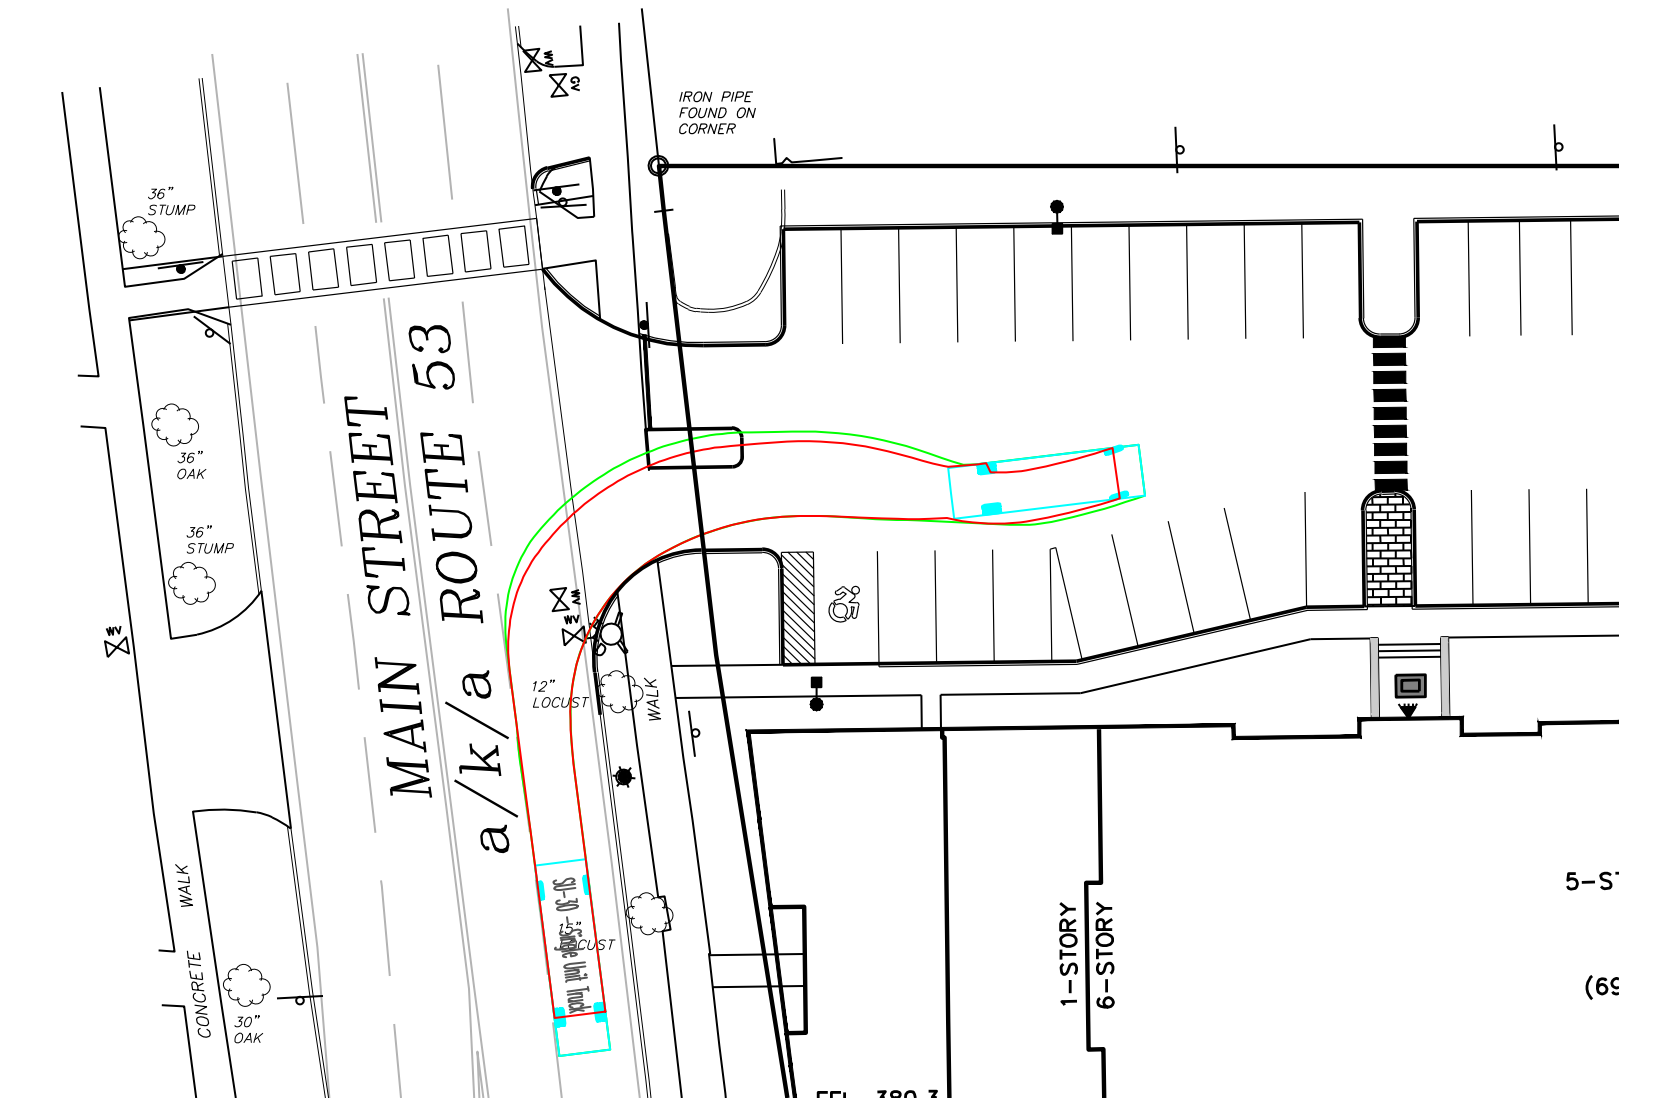 WV
GV
IRON PIPE
FOUND ON
CORNER
36"
STUMP
MAIN STREET
a/k/a ROUTE 53
36"
OAK
36"
STUMP
WV
WV
WV
12"
LOCUST
WALK
SU-30 - Single Unit Truck
15"
LOCUST
CONCRETE WALK
30"
OAK
1-STORY
6-STORY
5-ST
(69